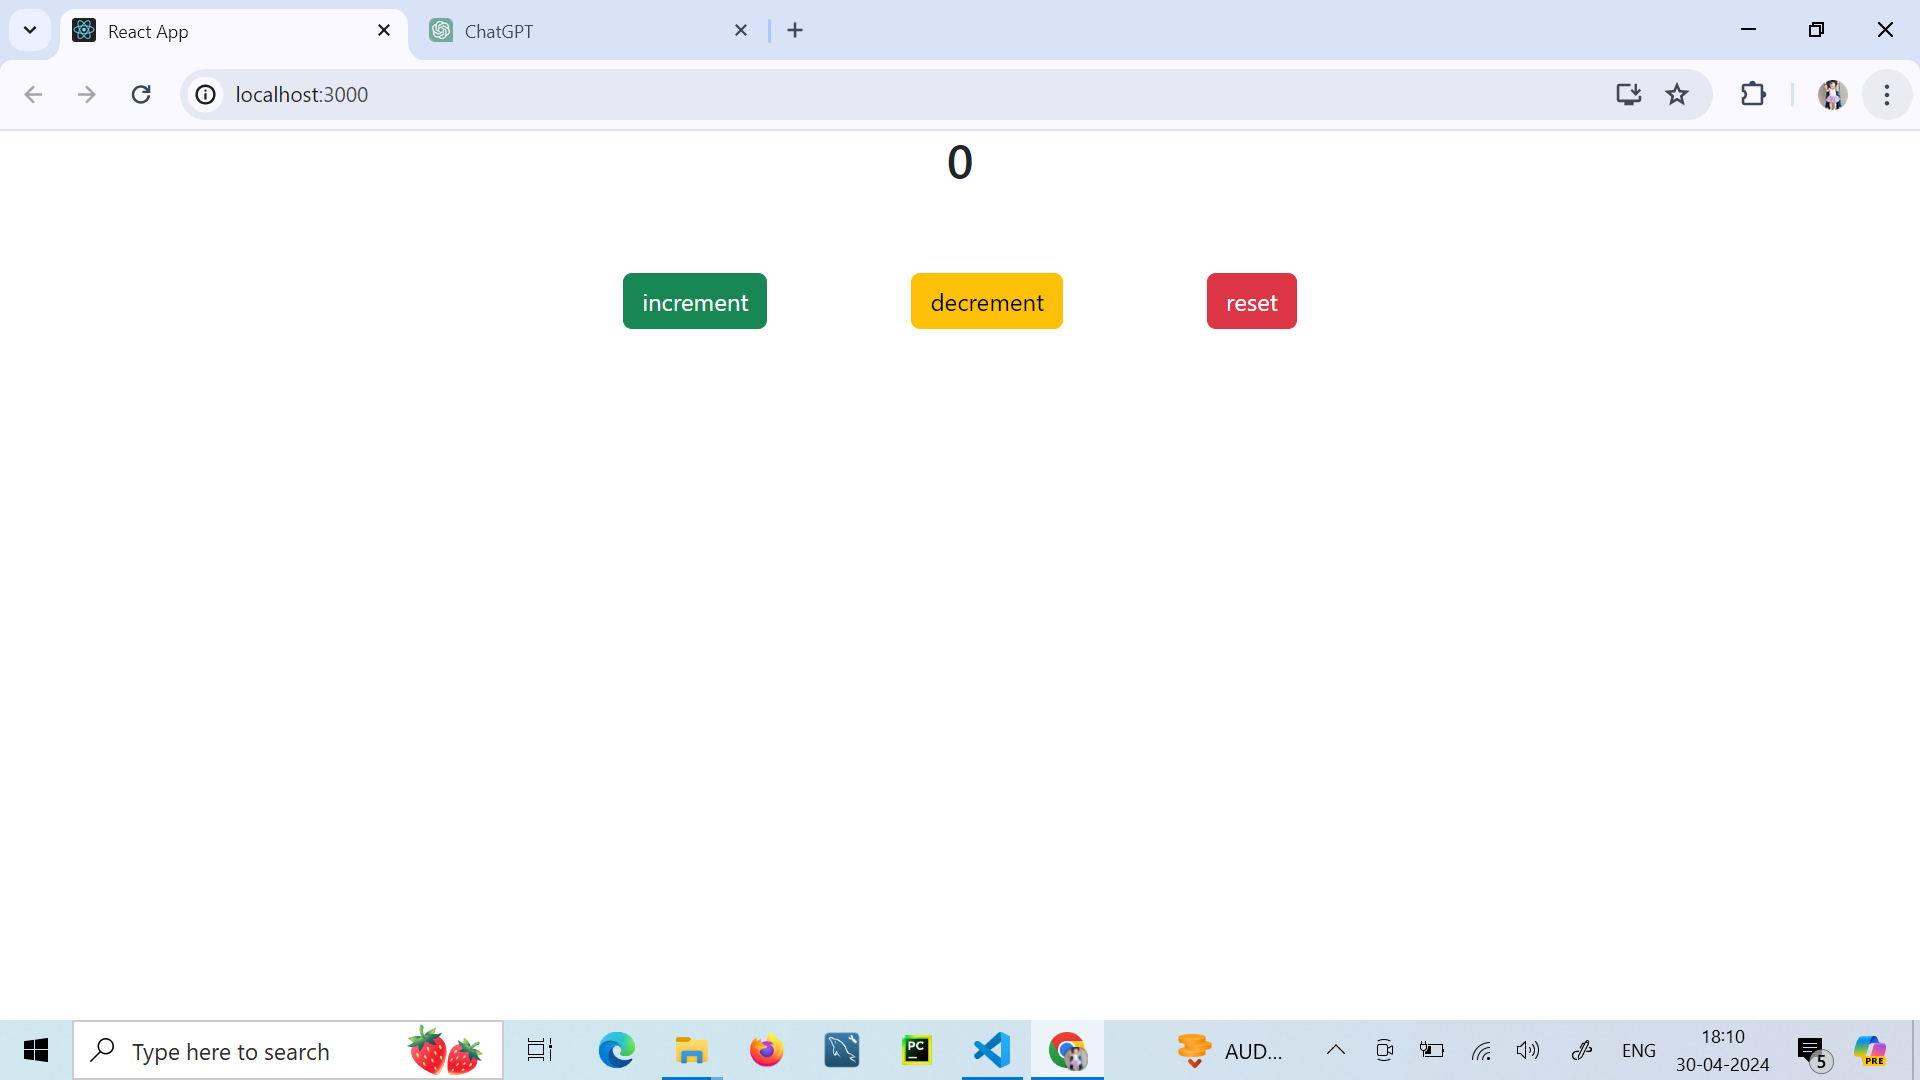 React App
ChatGPT
localhost:3000
0
increment
decrement
reset
Type here to search
PC
AUD...
ENG
18:10
30-04-2024
5
PRE